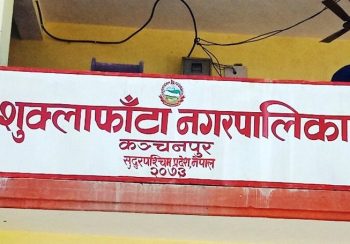 शुक्लाफाँटा नगरपालिका
कञ्चनपुर
सुदुरपश्चिम प्रदेश, नेपाल
२०७३